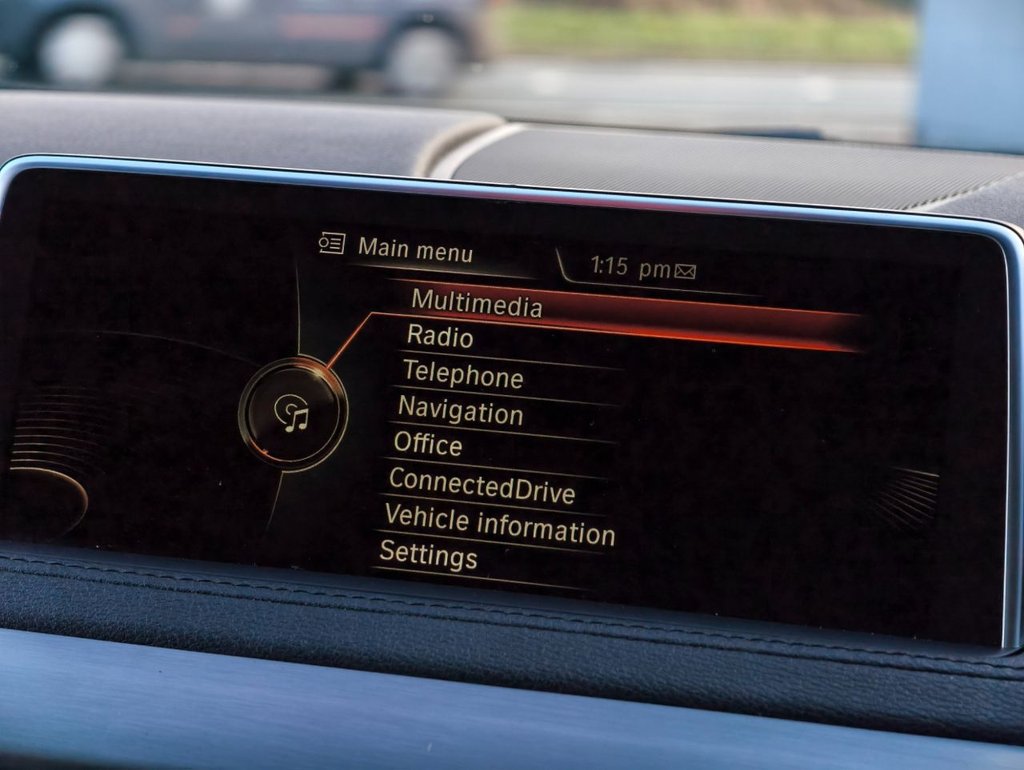 Main menu
1:15 pm
Multimedia
Radio
Telephone
Navigation
Office
ConnectedDrive
Vehicle information
Settings